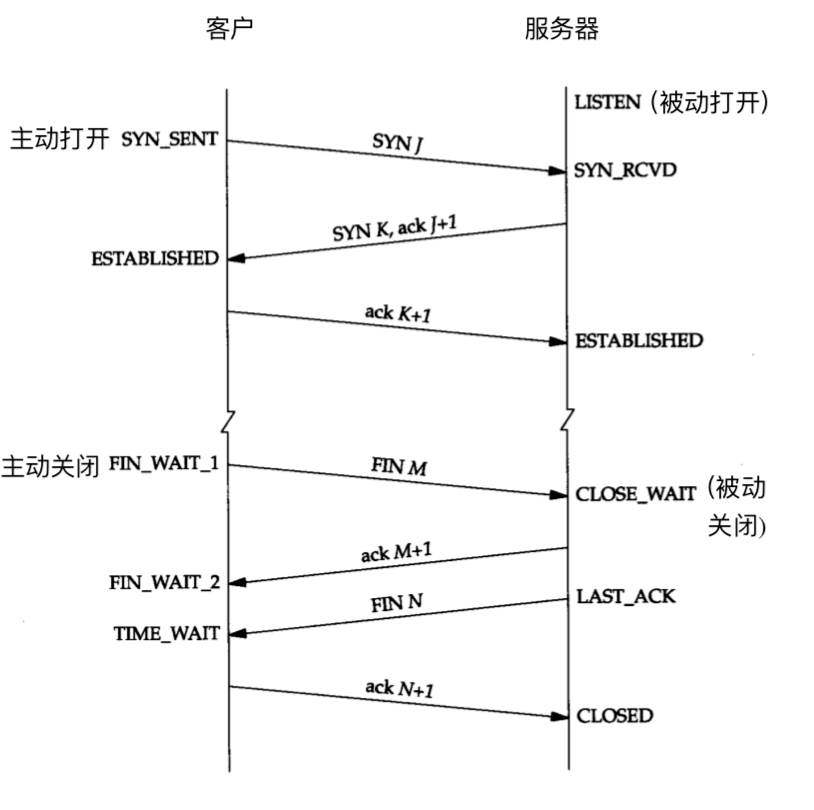 客户
服务器
LISTEN (被动打开)
主动打开 SYN_SENT
SYN J
SYN_RCVD
SYN K, ack J+1
ESTABLISHED
ack K+1
ESTABLISHED
主动关闭 FIN_WAIT_1
FIN M
CLOSE_WAIT (被动
关闭)
ack M+1
FIN_WAIT_2
FIN N
LAST_ACK
TIME_WAIT
ack N+1
CLOSED